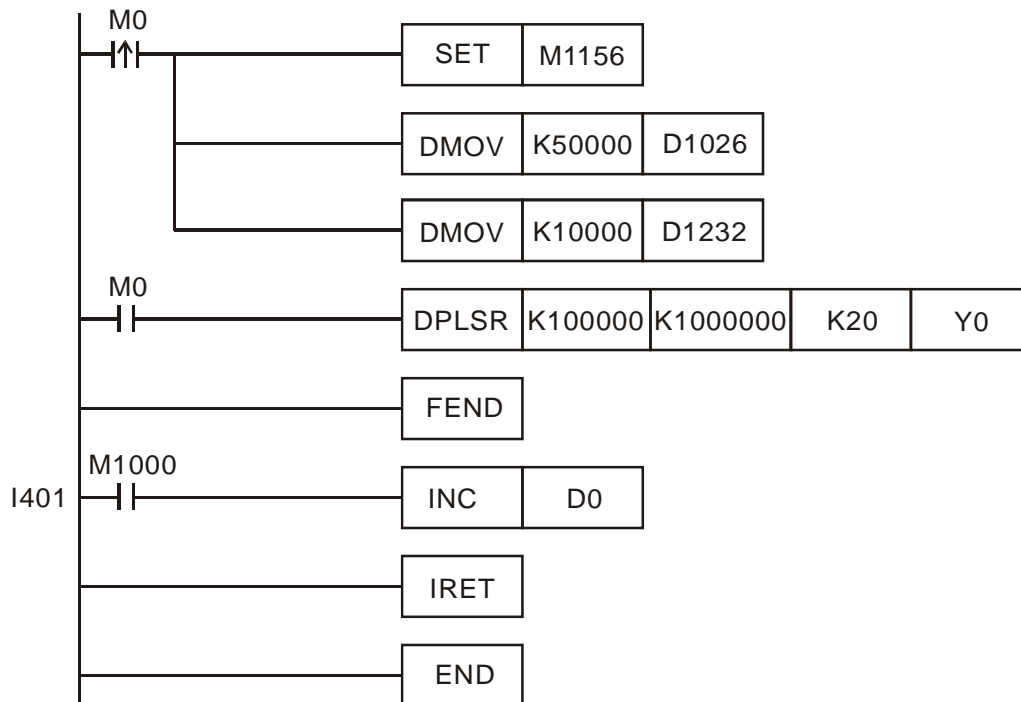 M0
SET M1156
DMOV K50000 D1026
DMOV K10000 D1232
M0
DPLSR K100000 K1000000 K20 Y0
FEND
M1000
I401 INC D0
IRET
END